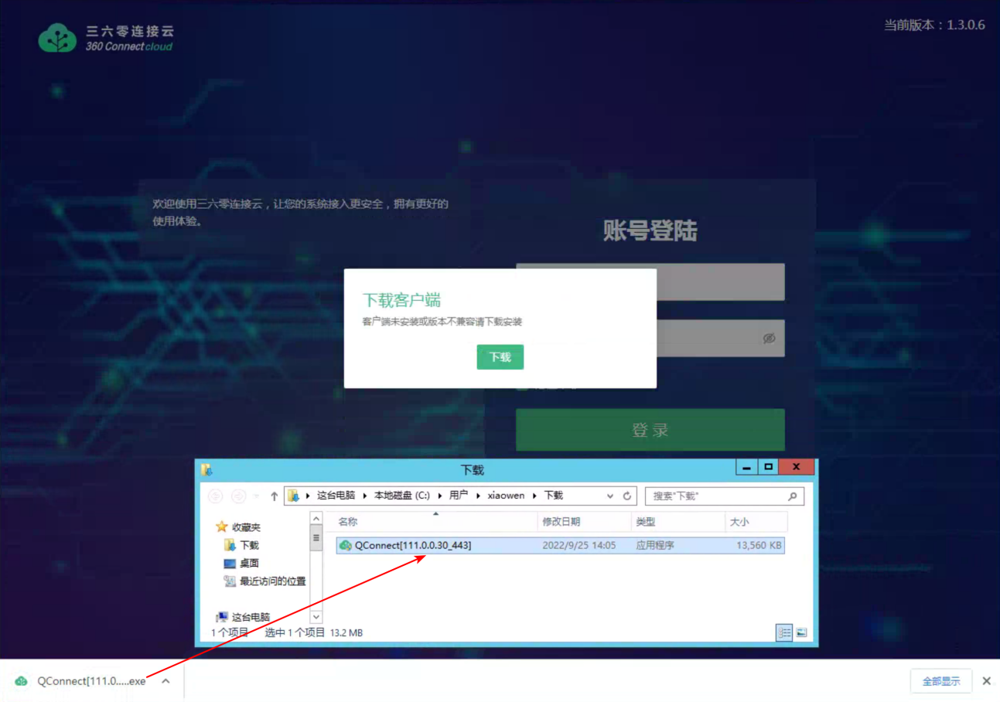 三六零连接云
360 Connect cloud
当前版本：1.3.0.6
欢迎使用三六零连接云，让您的系统接入更安全，拥有更好的
使用体验。
账号登陆
下载客户端
客户端未安装或版本不兼容请下载安装
下载
登 录
下载
这台电脑 本地磁盘 (C:) 用户 xiaowen 下载
搜索"下载"
收藏夹
下载
桌面
最近访问的位置
这台电脑
名称 修改日期 类型 大小
QConnect[111.0.0.30_443] 2022/9/25 14:05 应用程序 13,560 KB
1 个项目 选中 1 个项目 13.2 MB
QConnect[111.0.....exe
全部显示